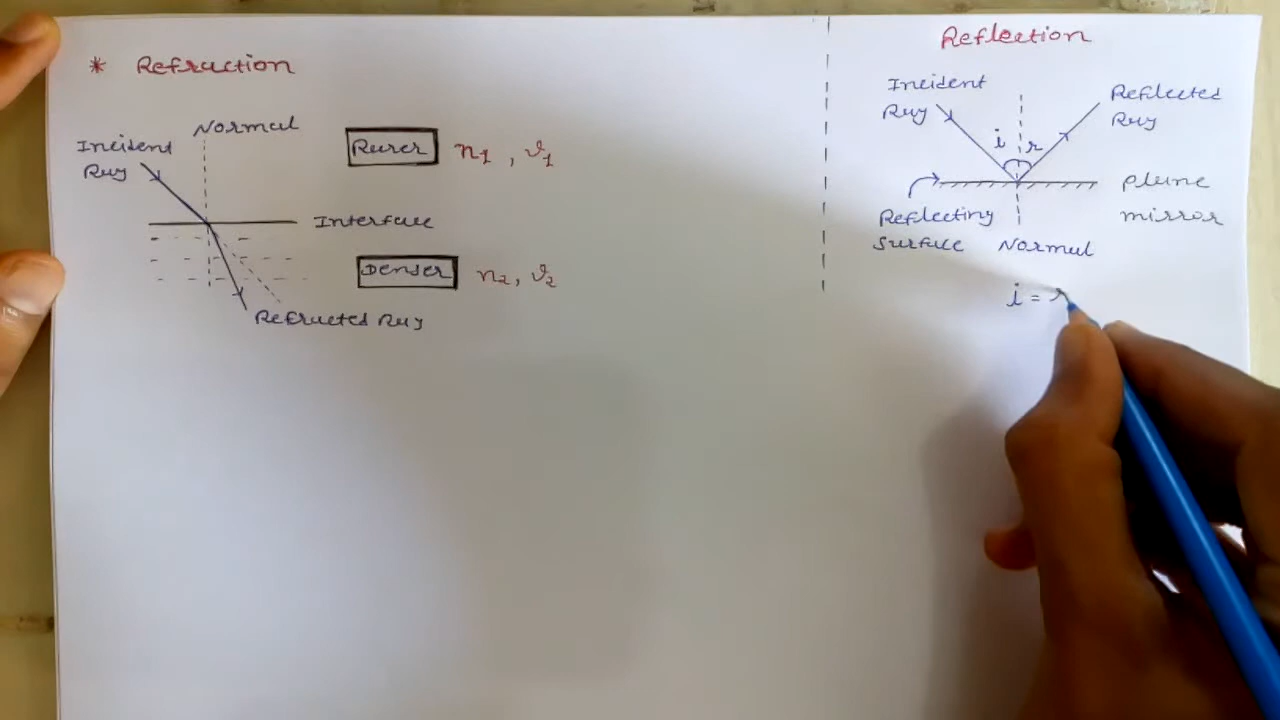 * Refraction
Normal
Incident
Ray
Rarer n₁, v₁
Interface
Denser n₂, v₂
Refracted Ray
Reflection
Incident
Ray
Reflected
Ray
i r
plane
mirror
Reflecting
surface
Normal
i = r